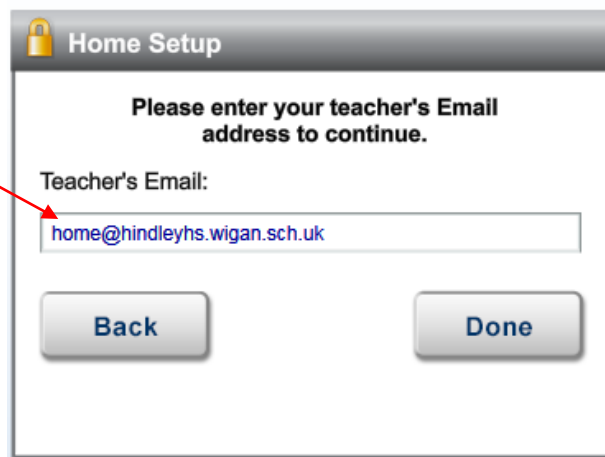 Home Setup
Please enter your teacher's Email
address to continue.
Teacher's Email:
home@hindleyhs.wigan.sch.uk
Back
Done